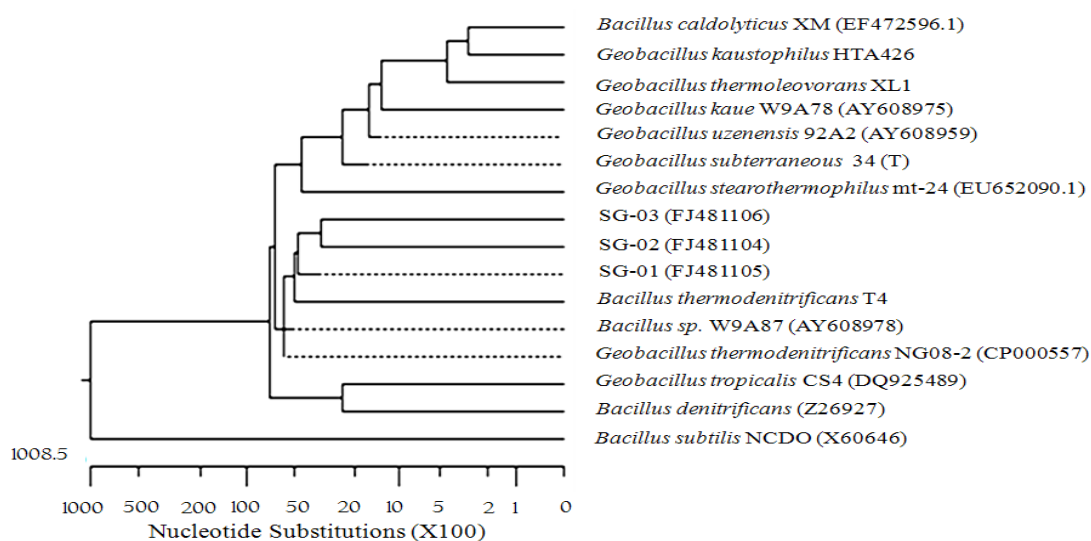 Bacillus caldolyticus XM (EF472596.1)
Geobacillus kaustophilus HTA426
Geobacillus thermoleovorans XL1
Geobacillus kaue W9A78 (AY608975)
Geobacillus uzenensis 92A2 (AY608959)
Geobacillus subterraneous 34 (T)
Geobacillus stearothermophilus mt-24 (EU652090.1)
SG-03 (FJ481106)
SG-02 (FJ481104)
SG-01 (FJ481105)
Bacillus thermodenitrificans T4
Bacillus sp. W9A87 (AY608978)
Geobacillus thermodenitrificans NG08-2 (CP000557)
Geobacillus tropicalis CS4 (DQ925489)
Bacillus denitrificans (Z26927)
Bacillus subtilis NCDO (X60646)
1008.5
1000 500 200 100 50 20 10 5 2 1 0
Nucleotide Substitutions (X100)